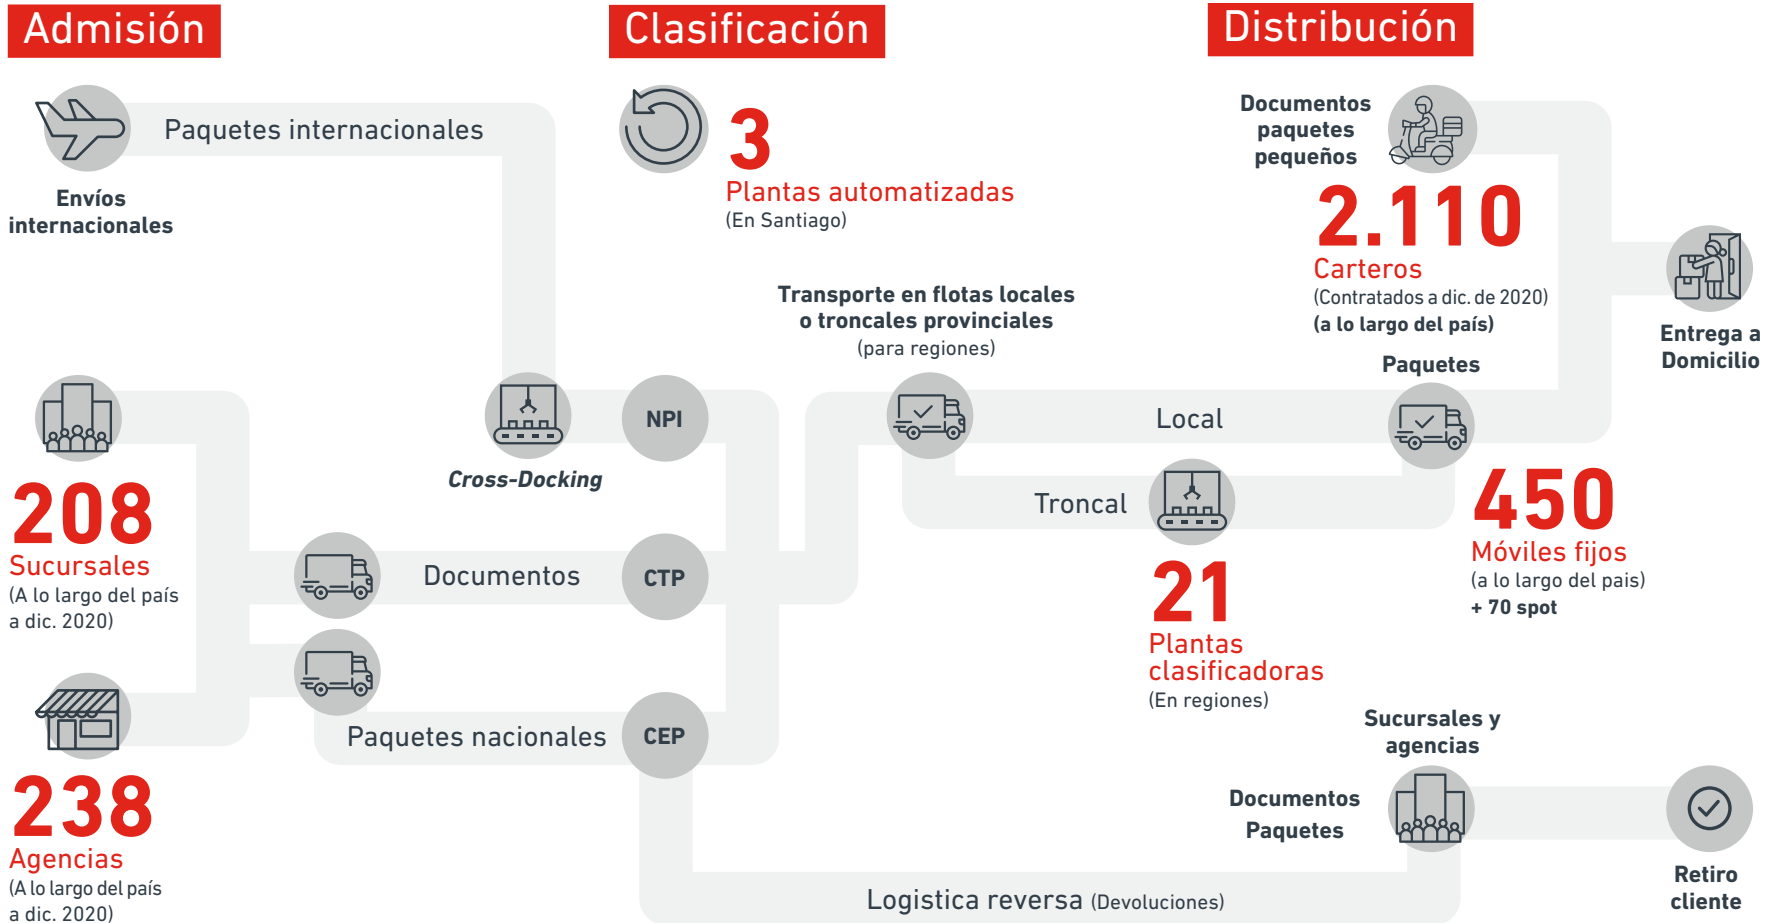 Admisión
Paquetes internacionales
Envíos
internacionales
208
Sucursales
(A lo largo del país
a dic. 2020)
238
Agencias
(A lo largo del país
a dic. 2020)
Documentos
Paquetes nacionales
Cross-Docking
Clasificación
3
Plantas automatizadas
(En Santiago)
NPI
CTP
CEP
Transporte en flotas locales
o troncales provinciales
(para regiones)
Local
Troncal
21
Plantas
clasificadoras
(En regiones)
Logistica reversa (Devoluciones)
Distribución
Documentos
paquetes
pequeños
2.110
Carteros
(Contratados a dic. de 2020)
(a lo largo del país)
Paquetes
450
Móviles fijos
(a lo largo del pais)
+ 70 spot
Entrega a
Domicilio
Sucursales y
agencias
Documentos
Paquetes
Retiro
cliente